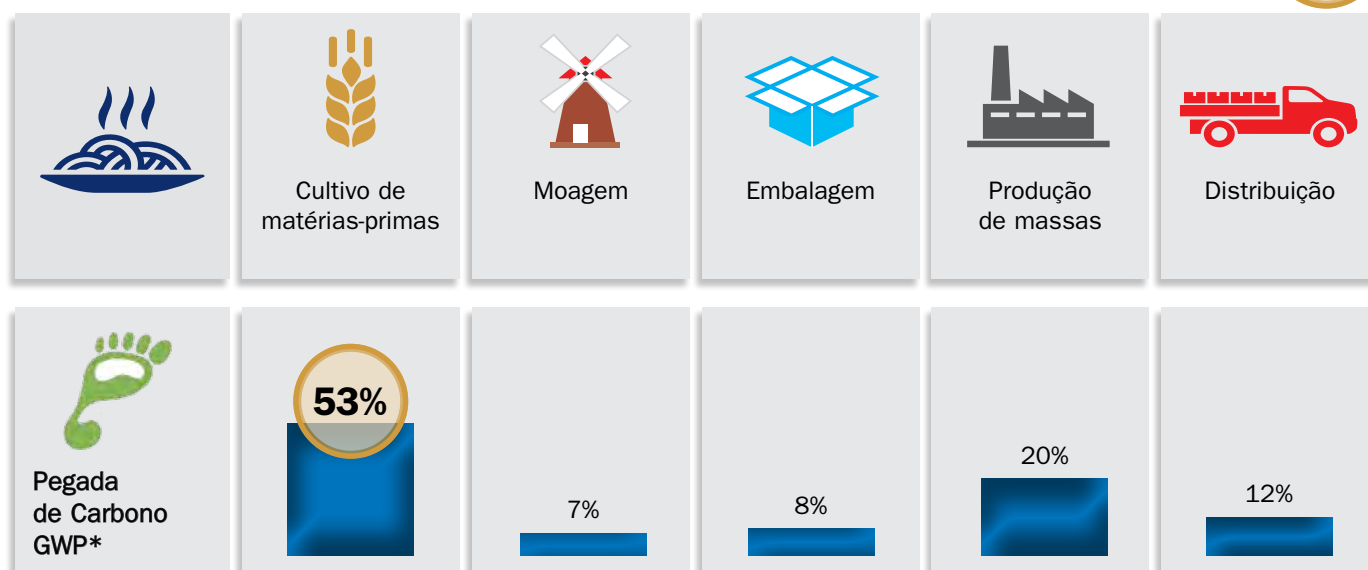 Cultivo de
matérias-primas
Moagem
Embalagem
Produção
de massas
Distribuição
Pegada
de Carbono
GWP*
53%
7%
8%
20%
12%